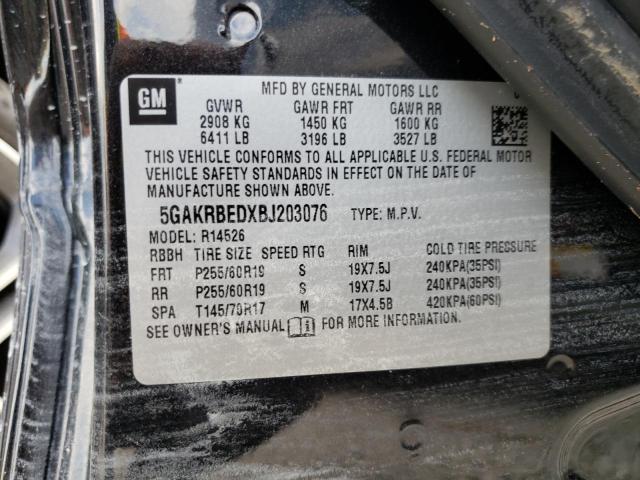 GM
MFD BY GENERAL MOTORS LLC
GVWR GAWR FRT GAWR RR
2908 KG 1450 KG 1600 KG
6411 LB 3196 LB 3527 LB
THIS VEHICLE CONFORMS TO ALL APPLICABLE U.S. FEDERAL MOTOR
VEHICLE SAFETY STANDARDS IN EFFECT ON THE DATE OF
MANUFACTURE SHOWN ABOVE.
5GAKRBEDXBJ203076 TYPE: M.P.V.
MODEL: R14526
RBBH TIRE SIZE SPEED RTG RIM COLD TIRE PRESSURE
FRT P255/60R19 S 19X7.5J 240KPA(35PSI)
RR P255/60R19 S 19X7.5J 240KPA(35PSI)
SPA T145/70R17 M 17X4.5B 420KPA(60PSI)
SEE OWNER'S MANUAL FOR MORE INFORMATION.